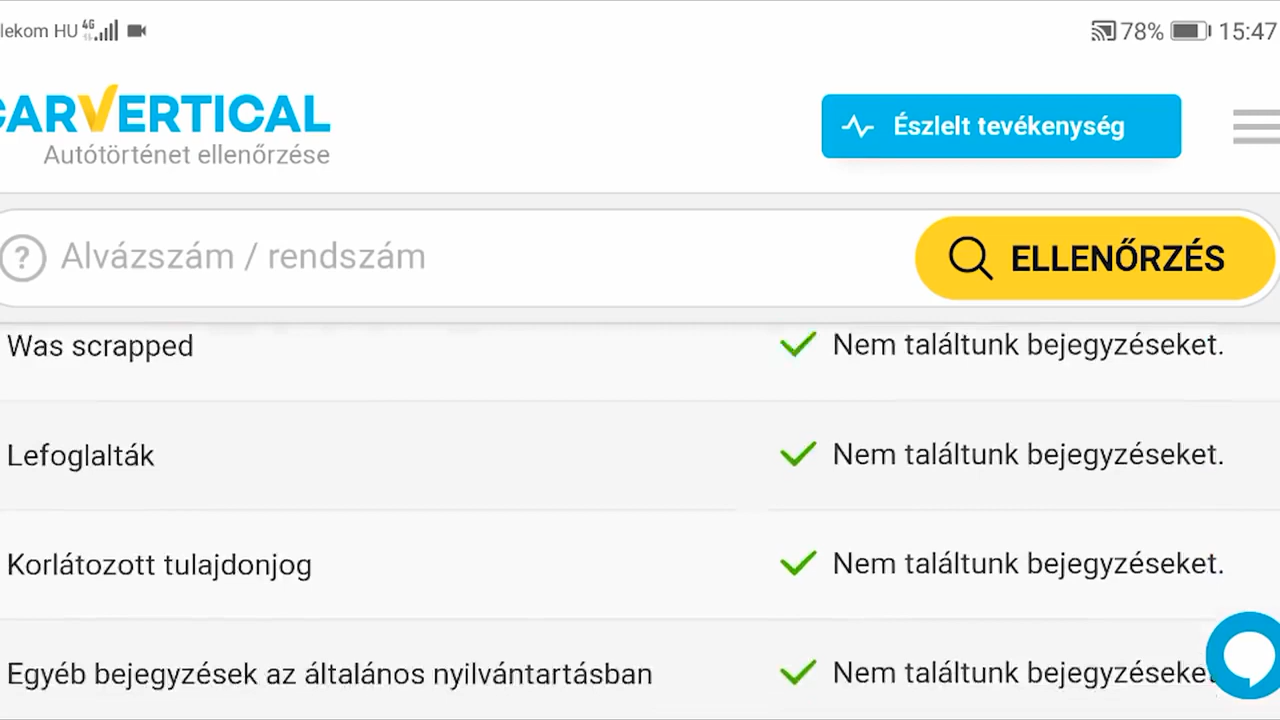 lekom HU 4G 78% 15:47
CARVERTICAL
Autótörténet ellenőrzése
Észlelt tevékenység
Alvázszám / rendszám
ELLENŐRZÉS
Was scrapped Nem találtunk bejegyzéseket.
Lefoglalták Nem találtunk bejegyzéseket.
Korlátozott tulajdonjog Nem találtunk bejegyzéseket.
Egyéb bejegyzések az általános nyilvántartásban Nem találtunk bejegyzéseket